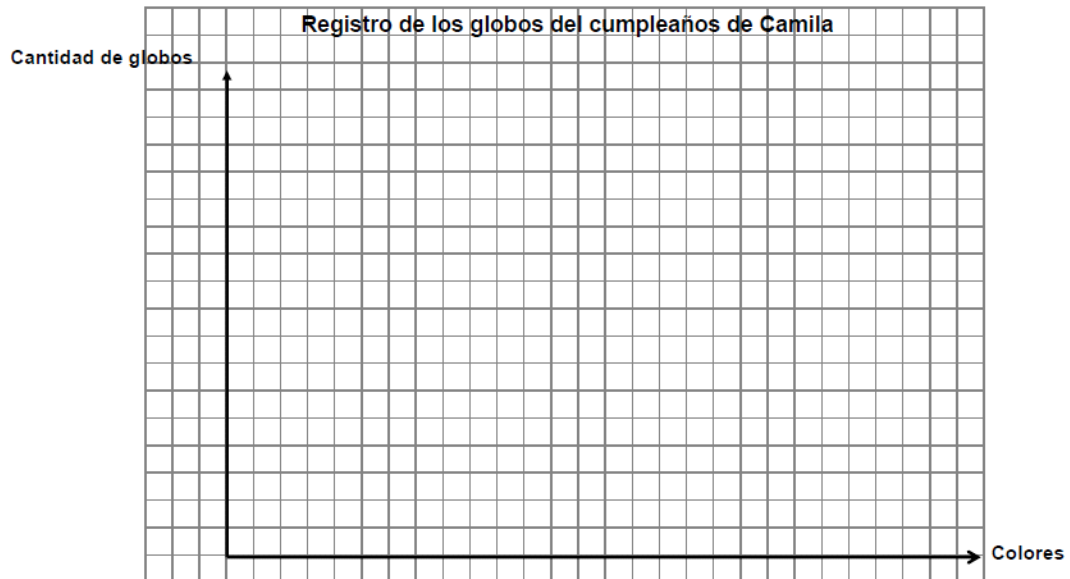 Registro de los globos del cumpleaños de Camila
Cantidad de globos
Colores